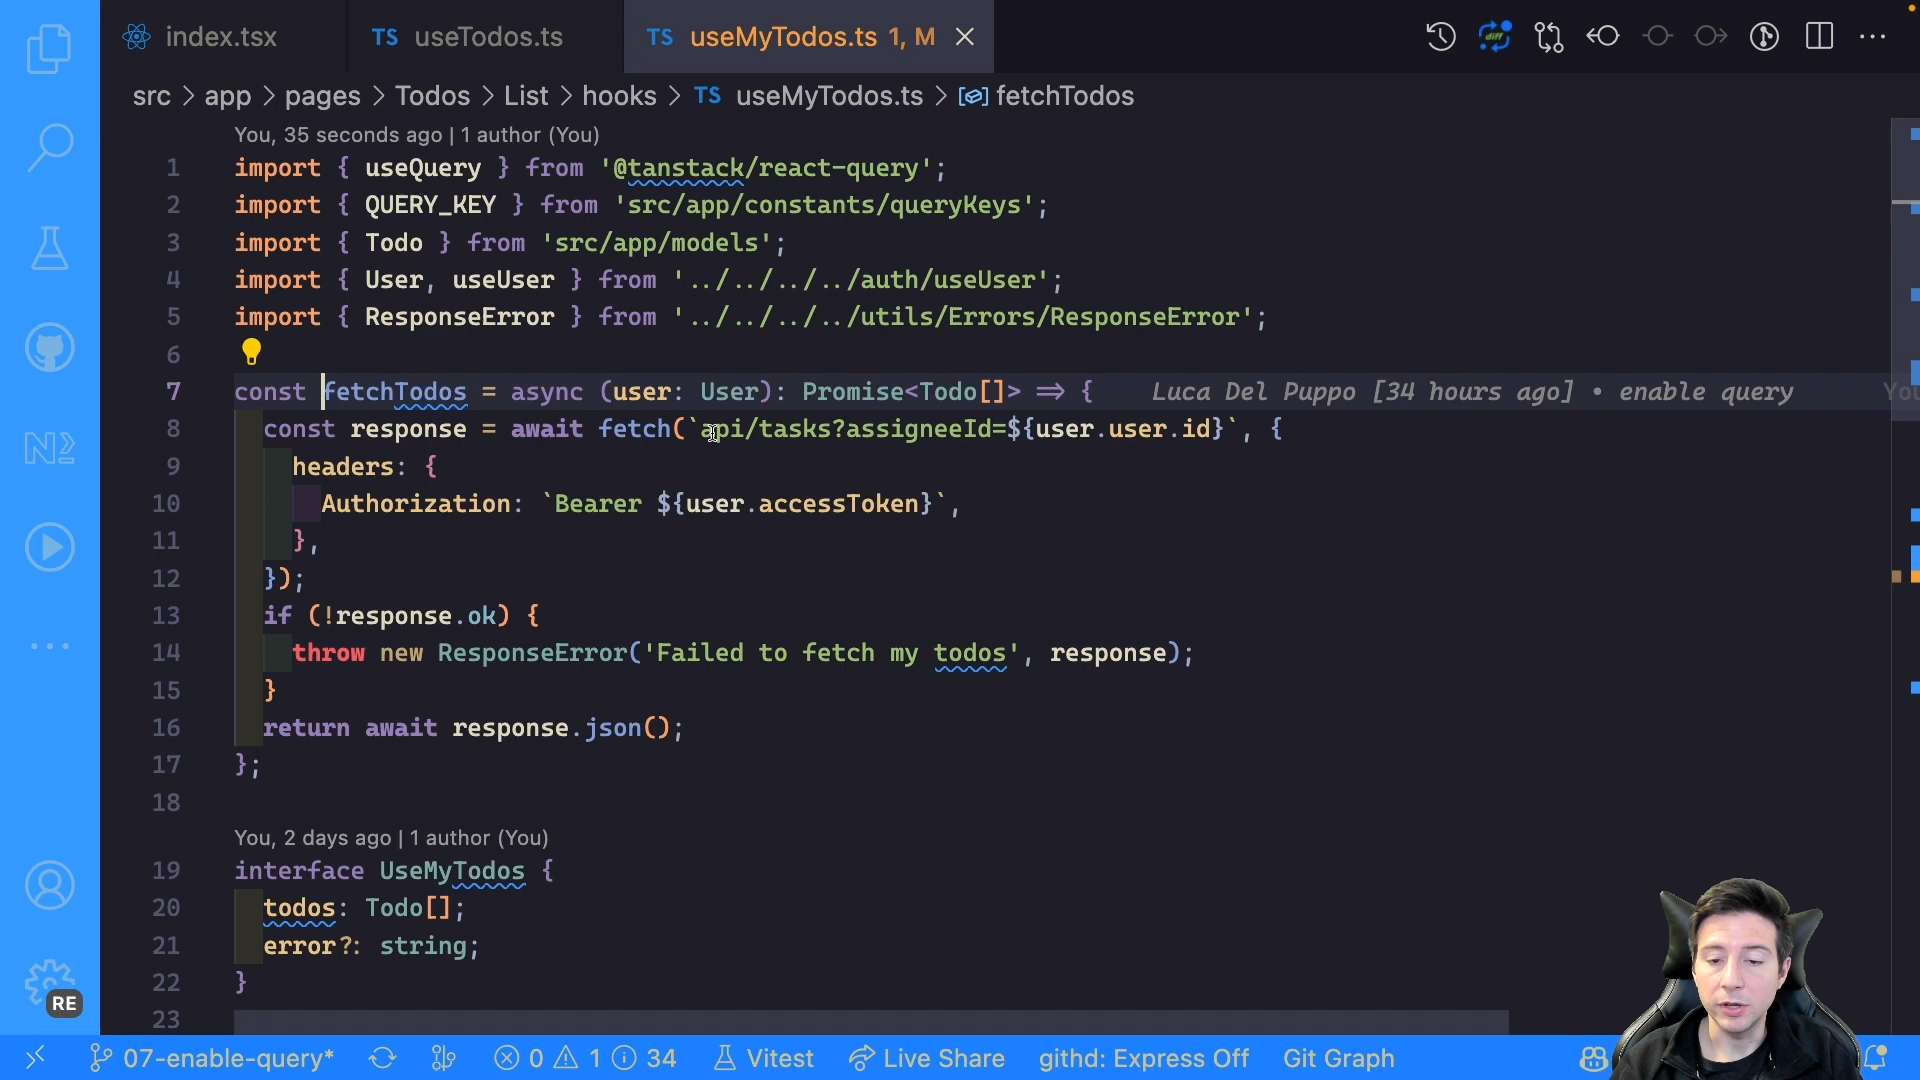 index.tsx
TS useTodos.ts
TS useMyTodos.ts 1, M
diff
src > app > pages > Todos > List > hooks > TS useMyTodos.ts > fetchTodos
You, 35 seconds ago | 1 author (You)
1 import { useQuery } from '@tanstack/react-query';
2 import { QUERY_KEY } from 'src/app/constants/queryKeys';
3 import { Todo } from 'src/app/models';
4 import { User, useUser } from '../../../../auth/useUser';
5 import { ResponseError } from '../../../../utils/Errors/ResponseError';
6
7 const fetchTodos = async (user: User): Promise<Todo[]> => { Luca Del Puppo [34 hours ago] • enable query You
8 const response = await fetch(`api/tasks?assigneeId=${user.user.id}`, {
9 headers: {
10 Authorization: `Bearer ${user.accessToken}`,
11 },
12 });
13 if (!response.ok) {
14 throw new ResponseError('Failed to fetch my todos', response);
15 }
16 return await response.json();
17 };
18
You, 2 days ago | 1 author (You)
19 interface UseMyTodos {
20 todos: Todo[];
21 error?: string;
22 }
23
RE
07-enable-query* 0 1 34 Vitest Live Share githd: Express Off Git Graph